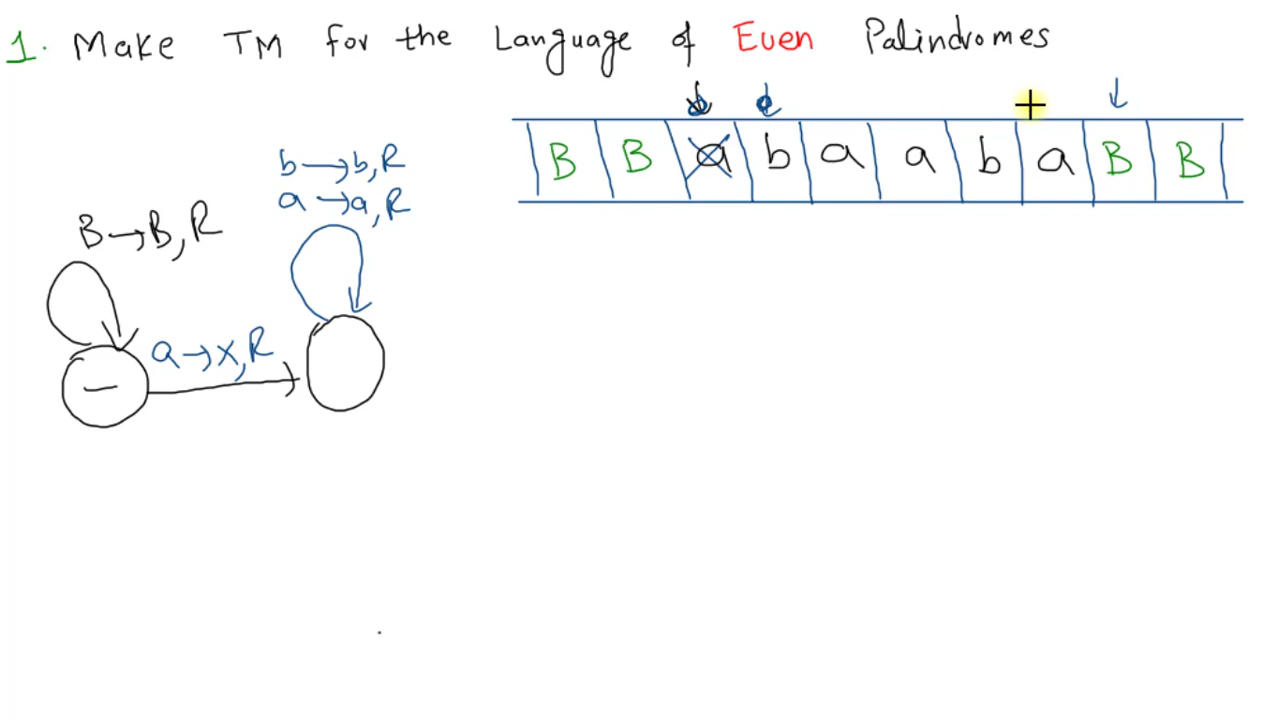 1. Make TM for the Language of Even Palindromes
B B a b a a b a B B
b→b,R
a→a,R
B→B,R
a→x,R
−